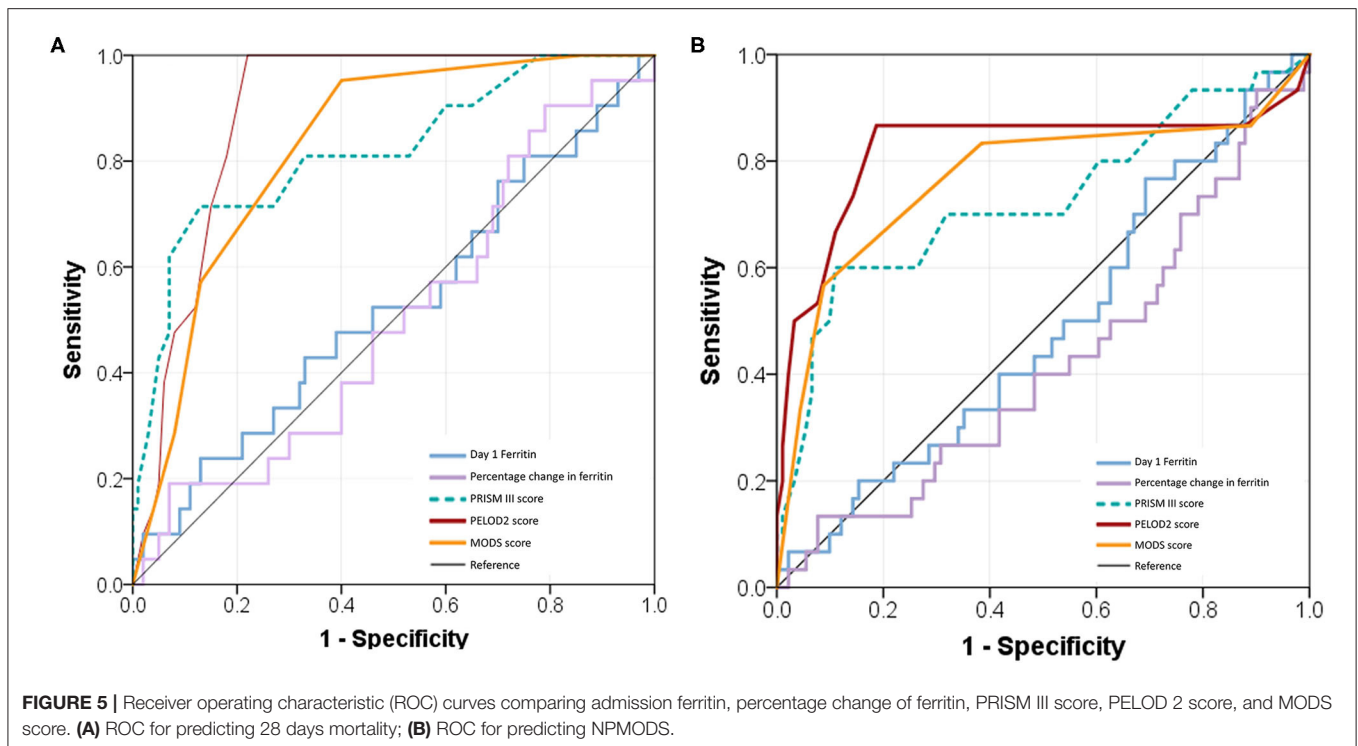 A
1.0
0.8
0.6
0.4
0.2
0.0
Sensitivity
0.0 0.2 0.4 0.6 0.8 1.0
1 - Specificity
Day 1 Ferritin
Percentage change in ferritin
PRISM III score
PELOD2 score
MODS score
Reference
B
1.0
0.8
0.6
0.4
0.2
0.0
Sensitivity
0.0 0.2 0.4 0.6 0.8 1.0
1 - Specificity
Day 1 Ferritin
Percentage change in ferritin
PRISM III score
PELOD2 score
MODS score
Reference
FIGURE 5 | Receiver operating characteristic (ROC) curves comparing admission ferritin, percentage change of ferritin, PRISM III score, PELOD 2 score, and MODS
score. (A) ROC for predicting 28 days mortality; (B) ROC for predicting NPMODS.